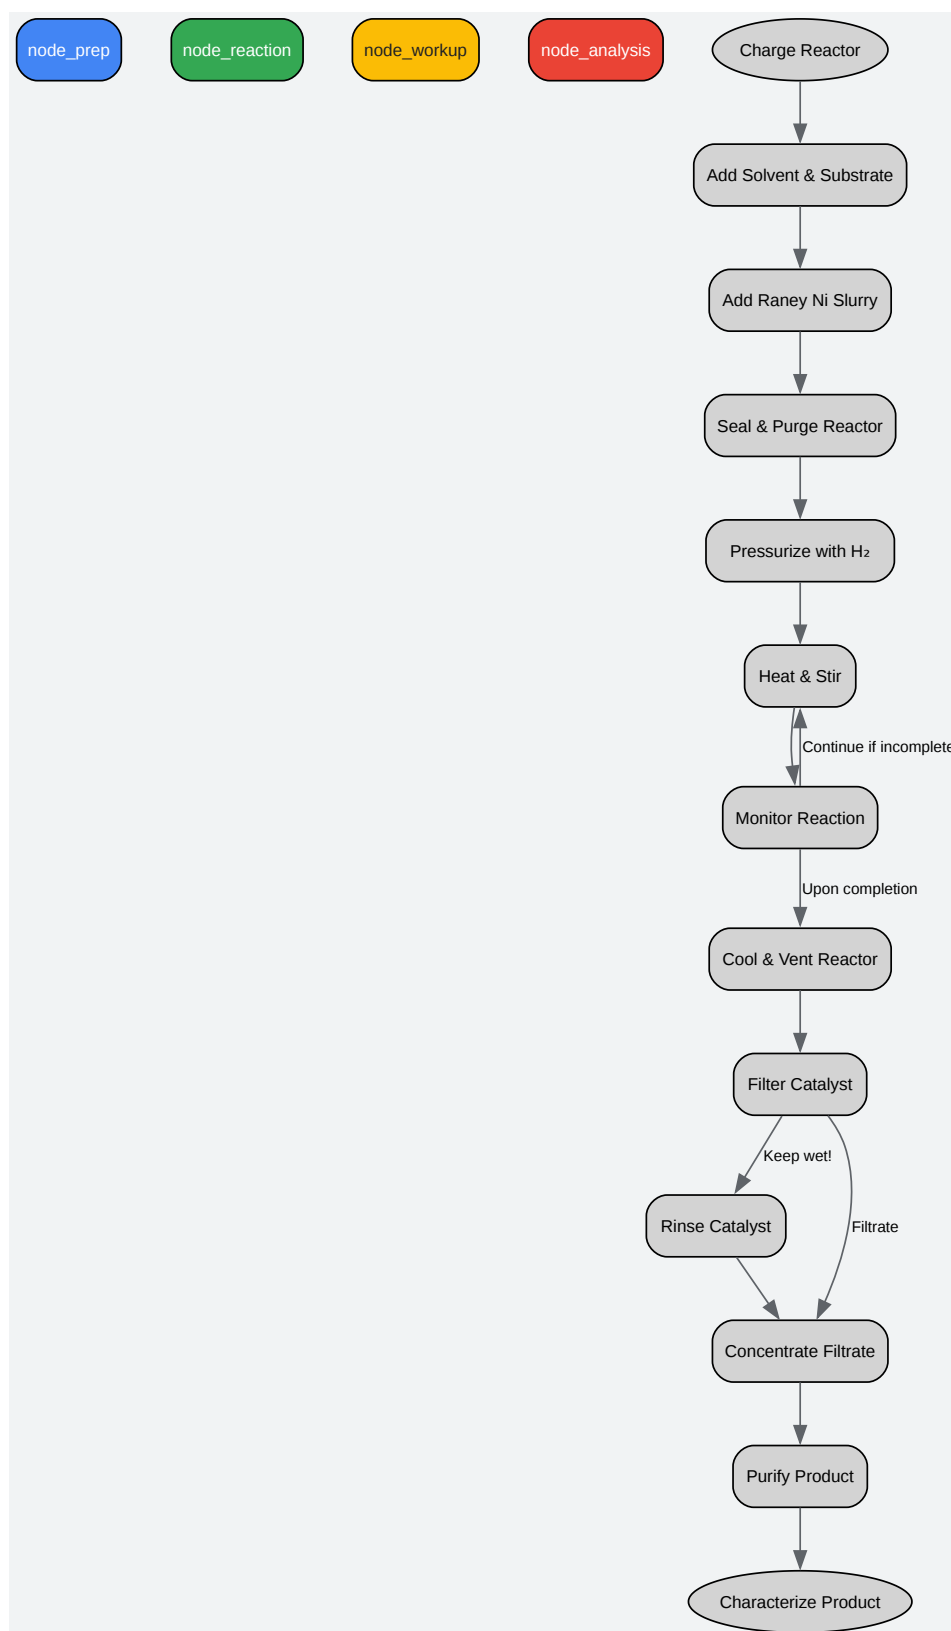 node_prep
node_reaction
node_workup
node_analysis
Charge Reactor
Add Solvent & Substrate
Add Raney Ni Slurry
Seal & Purge Reactor
Pressurize with H₂
Heat & Stir
Continue if incomplete
Monitor Reaction
Upon completion
Cool & Vent Reactor
Filter Catalyst
Keep wet!
Rinse Catalyst
Filtrate
Concentrate Filtrate
Purify Product
Characterize Product